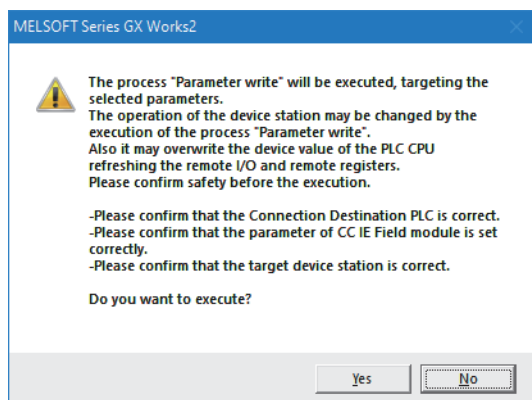 MELSOFT Series GX Works2
The process "Parameter write" will be executed, targeting the
selected parameters.
The operation of the device station may be changed by the
execution of the process "Parameter write".
Also it may overwrite the device value of the PLC CPU
refreshing the remote I/O and remote registers.
Please confirm safety before the execution.
-Please confirm that the Connection Destination PLC is correct.
-Please confirm that the parameter of CC IE Field module is set
correctly.
-Please confirm that the target device station is correct.
Do you want to execute?
Yes
No